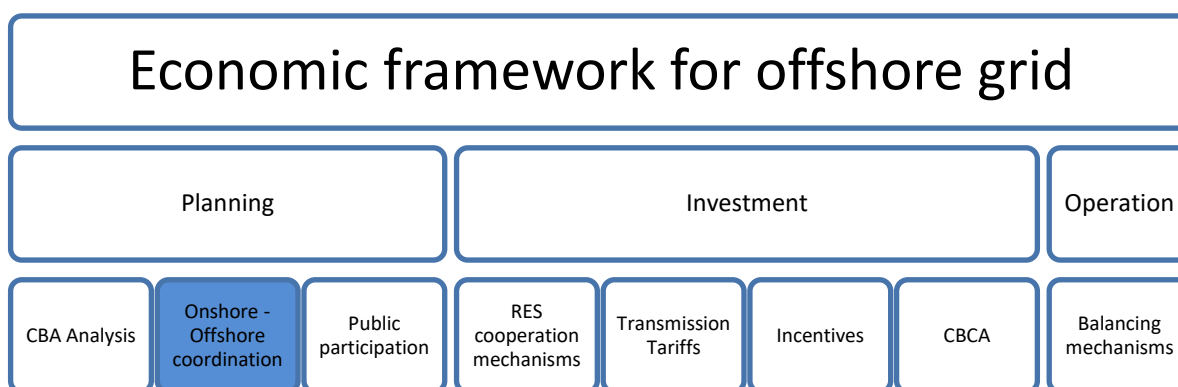 Economic framework for offshore grid
Planning
Investment
Operation
CBA Analysis
Onshore -
Offshore
coordination
Public
participation
RES
cooperation
mechanisms
Transmission
Tariffs
Incentives
CBCA
Balancing
mechanisms